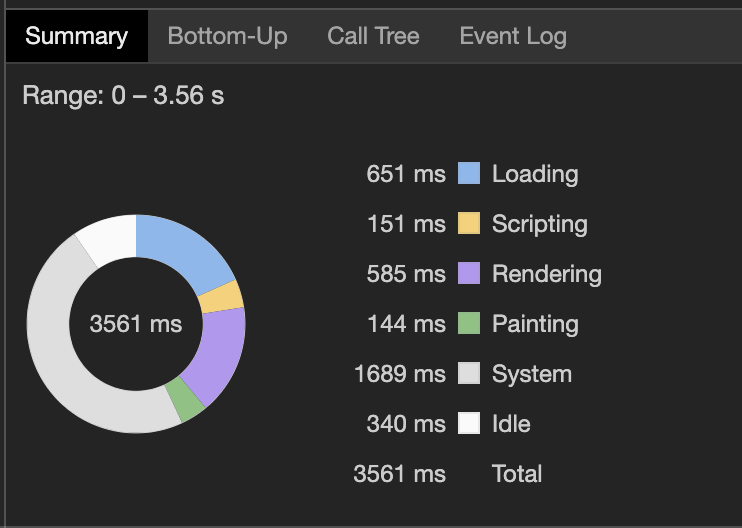 Summary Bottom-Up Call Tree Event Log
Range: 0 – 3.56 s
651 ms Loading
151 ms Scripting
585 ms Rendering
3561 ms
144 ms Painting
1689 ms System
340 ms Idle
3561 ms Total